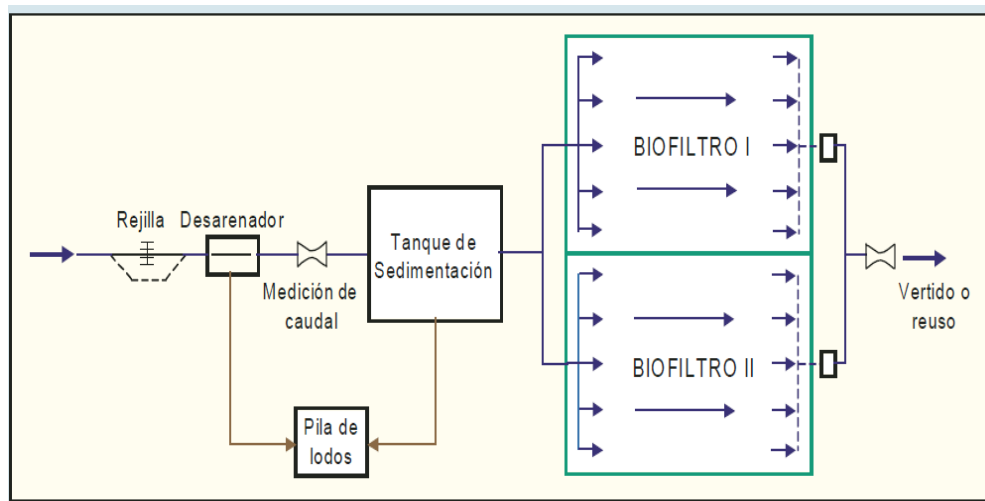 Rejilla
Desarenador
Medición de
caudal
Tanque de
Sedimentación
Pila de
lodos
BIOFILTRO I
BIOFILTRO II
Vertido o
reuso